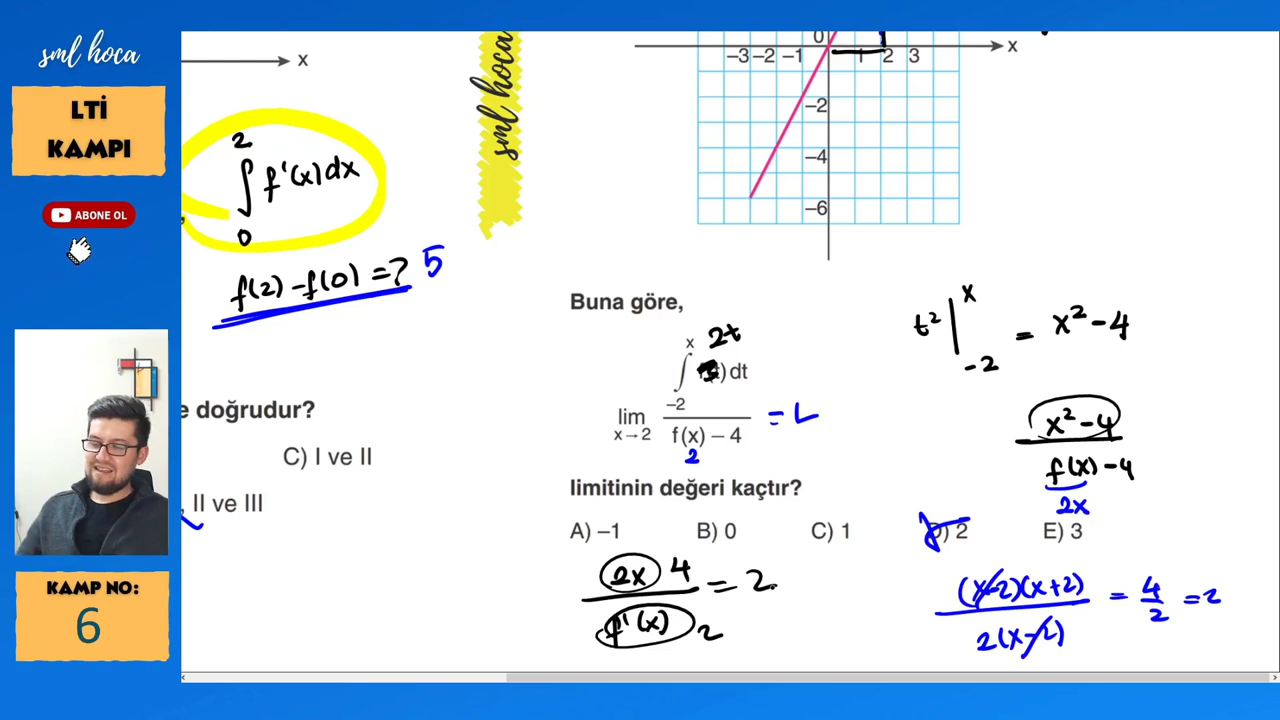 sml hoca
LTİ
KAMPI
ABONE OL
KAMP NO:
6
x
2
∫ f'(x)dx
0
f(2) - f(0) = ? 5
e doğrudur?
C) I ve II
, II ve III
sml hoca
0
x
−3 −2 −1 1 2 3
−2
−4
−6
Buna göre,
x 2t
∫ ) dt
−2
lim
x→2
f(x) − 4
2
limitinin değeri kaçtır?
A) −1 B) 0 C) 1 D) 2 E) 3
2x 4
f'(x) 2
= 2
t² | x −2 = x² − 4
x² − 4
f(x) − 4
2x
(x−2)(x+2)
2(x−2)
= 4/2 = 2